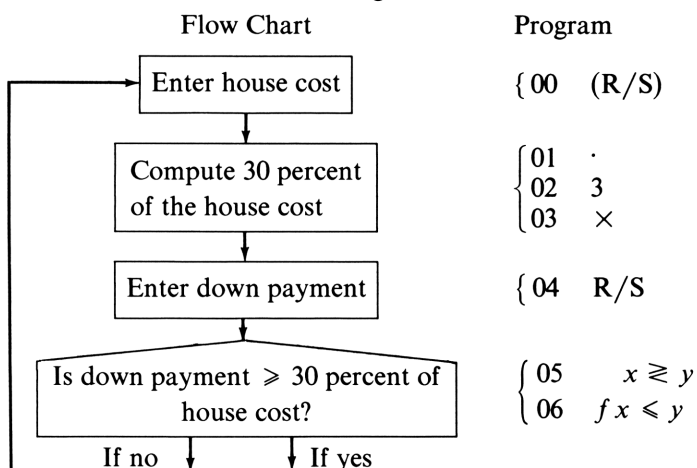 Flow Chart Program
Enter house cost { 00 (R/S)
Compute 30 percent
of the house cost
01 ·
02 3
03 ×
Enter down payment { 04 R/S
Is down payment ⩾ 30 percent of
house cost?
05 x ≷ y
06 f x ⩽ y
If no If yes